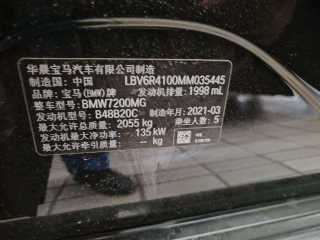 华晨宝马汽车有限公司制造
制造国：中国 LBV6R4100MM035445
品牌：宝马(BMW)牌 发动机排量：1998 mL
整车型号：BMW7200MG
发动机型号：B48B20C 制造年月：2021-03
最大允许总质量：2055 kg 乘坐人数：5
发动机最大净功率：135 kW
最大允许牵引质量：-- kg